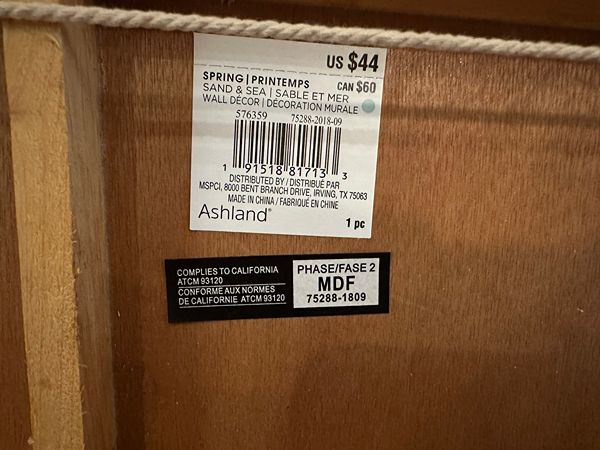 US $44
SPRING | PRINTEMPS
CAN $60
SAND & SEA | SABLE ET MER
WALL DÉCOR | DÉCORATION MURALE
576359 75288-2018-09
1 91518 81713 3
DISTRIBUTED BY / DISTRIBUÉ PAR
MSPCI, 8000 BENT BRANCH DRIVE, IRVING, TX 75063
MADE IN CHINA / FABRIQUÉ EN CHINE
Ashland®
1 pc
COMPLIES TO CALIFORNIA
ATCM 93120
CONFORME AUX NORMES
DE CALIFORNIE ATCM 93120
PHASE/FASE 2
MDF
75288-1809